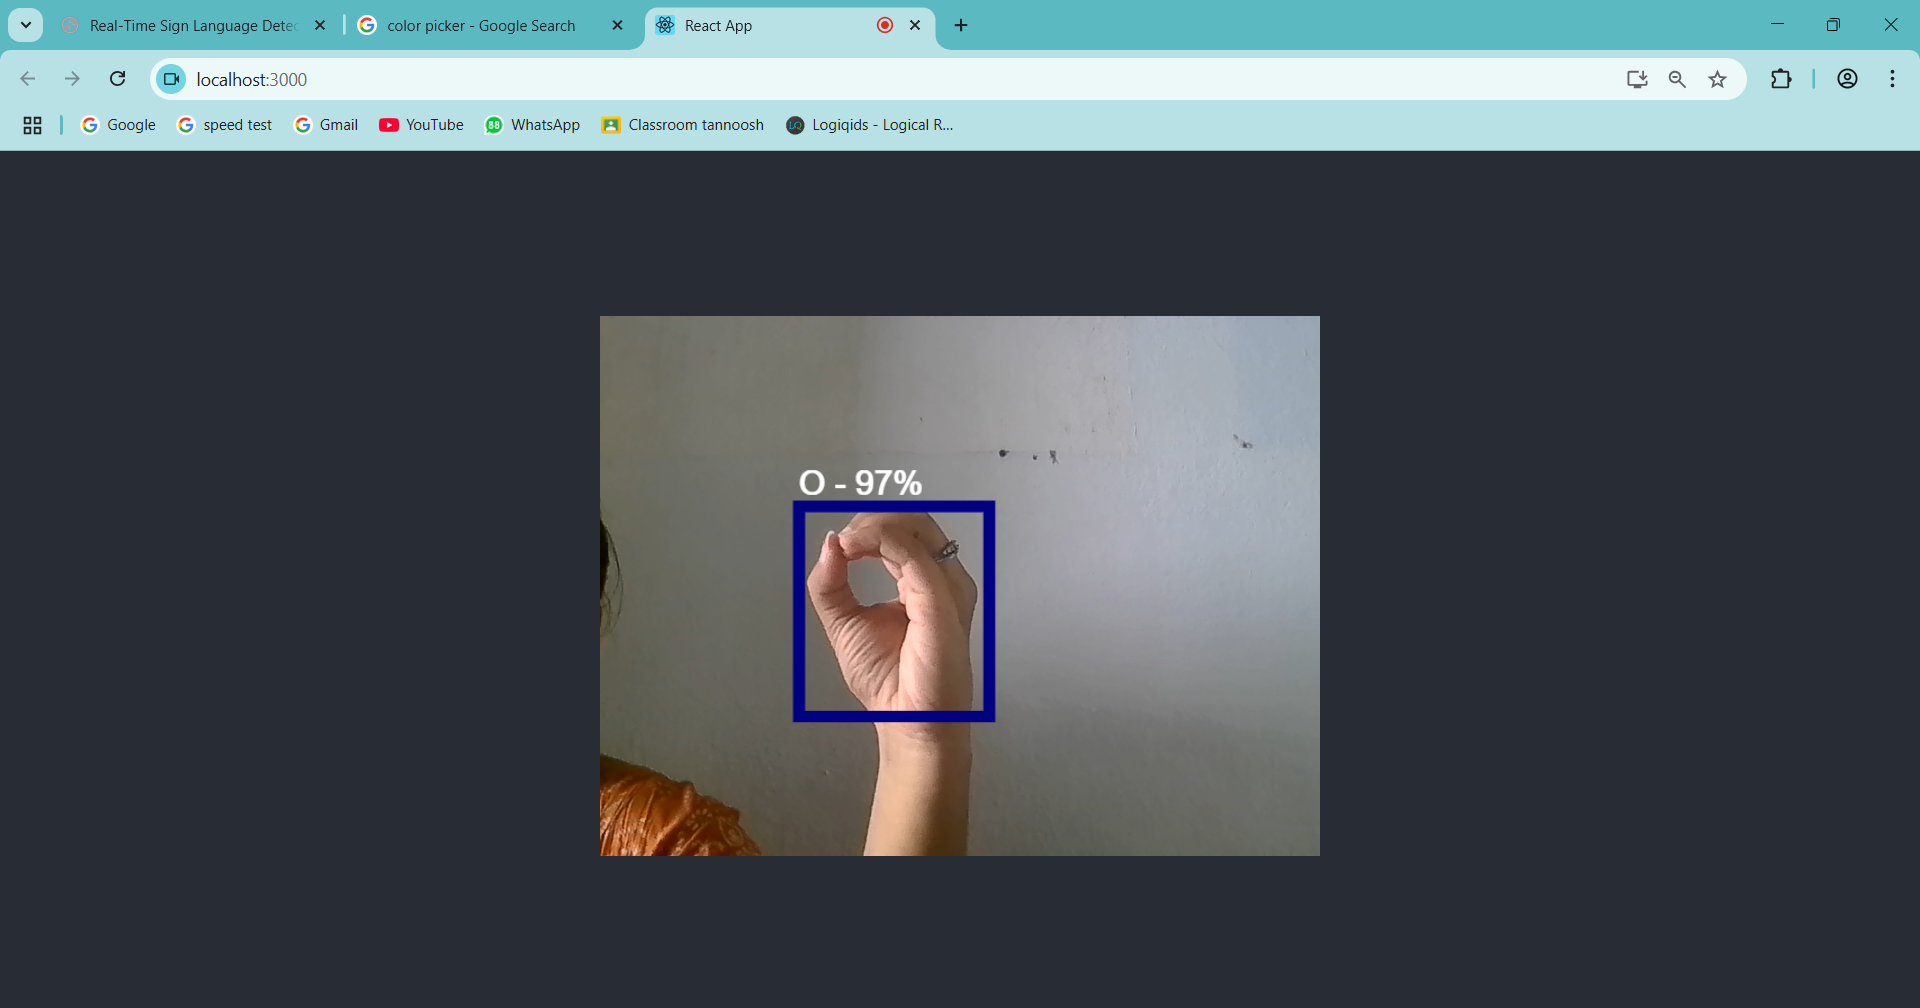 Real-Time Sign Language Detec
color picker - Google Search
React App
localhost:3000
Google
speed test
Gmail
YouTube
WhatsApp
Classroom tannoosh
Logiqids - Logical R...
O - 97%